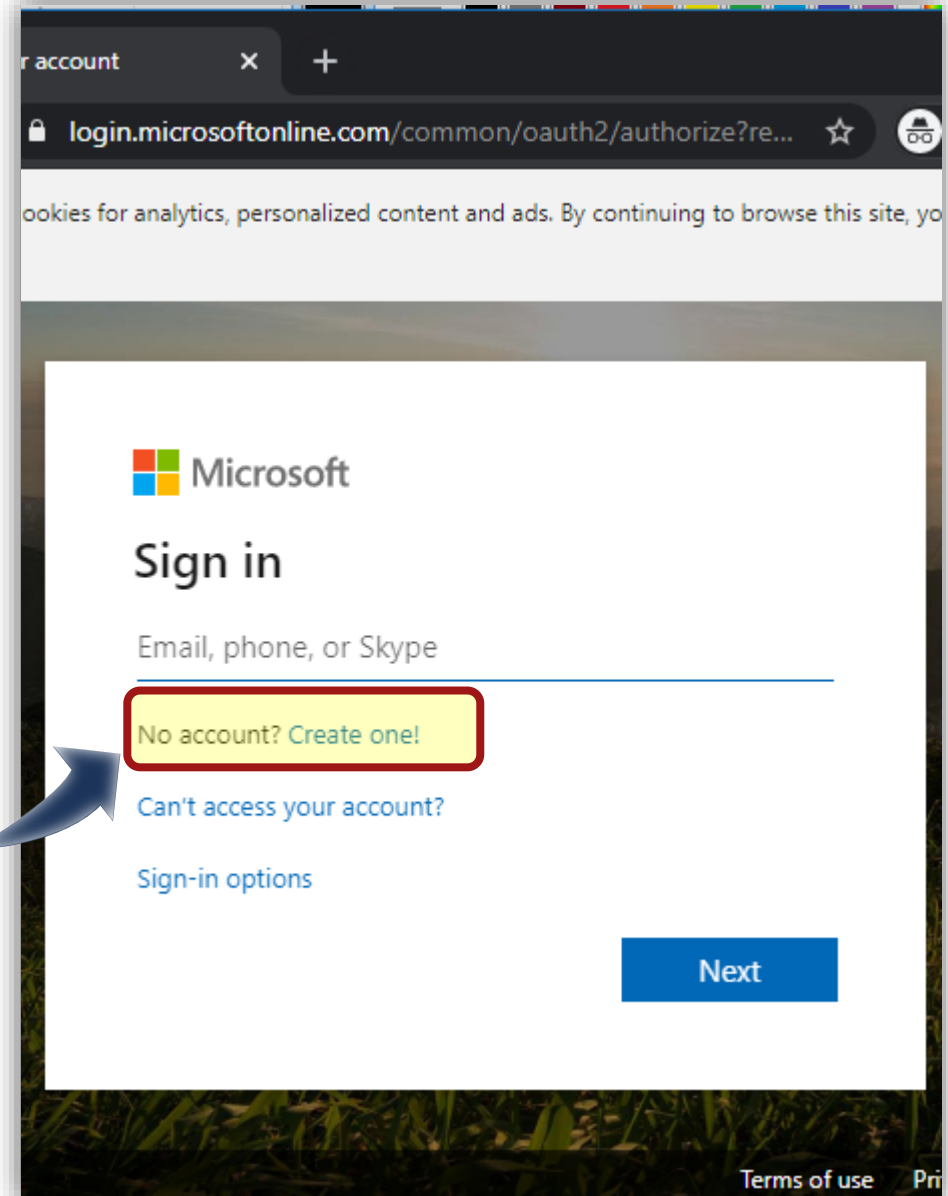 r account
login.microsoftonline.com/common/oauth2/authorize?re...
ookies for analytics, personalized content and ads. By continuing to browse this site, yo
Microsoft
Sign in
Email, phone, or Skype
No account? Create one!
Can't access your account?
Sign-in options
Next
Terms of use Pri